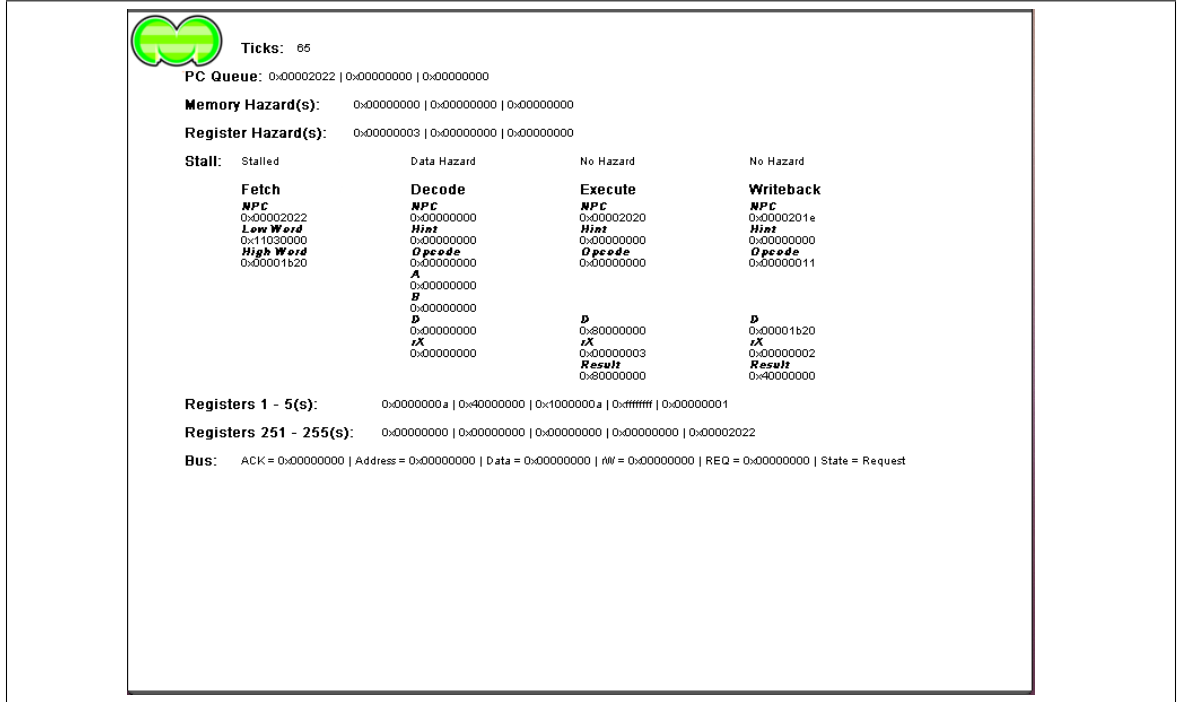 Ticks: 65
PC Queue: 0x00002022 | 0x00000000 | 0x00000000
Memory Hazard(s): 0x00000000 | 0x00000000 | 0x00000000
Register Hazard(s): 0x00000003 | 0x00000000 | 0x00000000
Stall: Stalled Data Hazard No Hazard No Hazard
Fetch Decode Execute Writeback
NPC NPC NPC NPC
0x00002022 0x00000000 0x00002020 0x0000201e
Low Word Hint Hint Hint
0x11030000 0x00000000 0x00000000 0x00000000
High Word Opcode Opcode Opcode
0x00001b20 0x00000000 0x00000000 0x00000011
A
0x00000000
B
0x00000000
D D D
0x00000000 0x80000000 0x00001b20
rX rX rX
0x00000000 0x00000003 0x00000002
Result Result
0x80000000 0x40000000
Registers 1 - 5(s): 0x0000000a | 0x40000000 | 0x1000000a | 0xffffffff | 0x00000001
Registers 251 - 255(s): 0x00000000 | 0x00000000 | 0x00000000 | 0x00000000 | 0x00002022
Bus: ACK = 0x00000000 | Address = 0x00000000 | Data = 0x00000000 | rW = 0x00000000 | REQ = 0x00000000 | State = Request